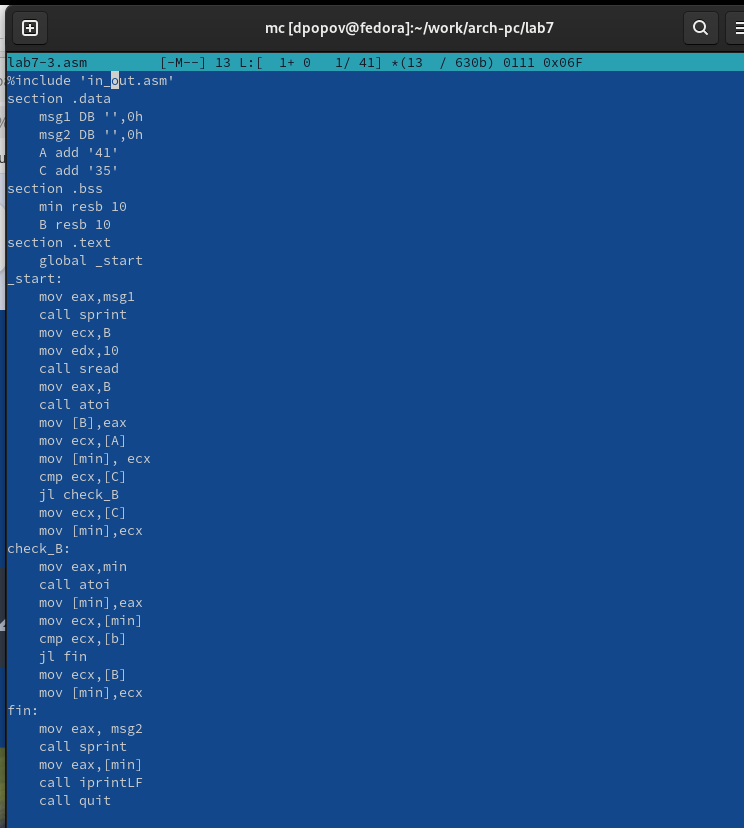 mc [dpopov@fedora]:~/work/arch-pc/lab7
lab7-3.asm         [-M--] 13 L:[  1+ 0   1/ 41] *(13  / 630b) 0111 0x06F
%include 'in_out.asm'
section .data
    msg1 DB '',0h
    msg2 DB '',0h
    A add '41'
    C add '35'
section .bss
    min resb 10
    B resb 10
section .text
    global _start
_start:
    mov eax,msg1
    call sprint
    mov ecx,B
    mov edx,10
    call sread
    mov eax,B
    call atoi
    mov [B],eax
    mov ecx,[A]
    mov [min], ecx
    cmp ecx,[C]
    jl check_B
    mov ecx,[C]
    mov [min],ecx
check_B:
    mov eax,min
    call atoi
    mov [min],eax
    mov ecx,[min]
    cmp ecx,[b]
    jl fin
    mov ecx,[B]
    mov [min],ecx
fin:
    mov eax, msg2
    call sprint
    mov eax,[min]
    call iprintLF
    call quit